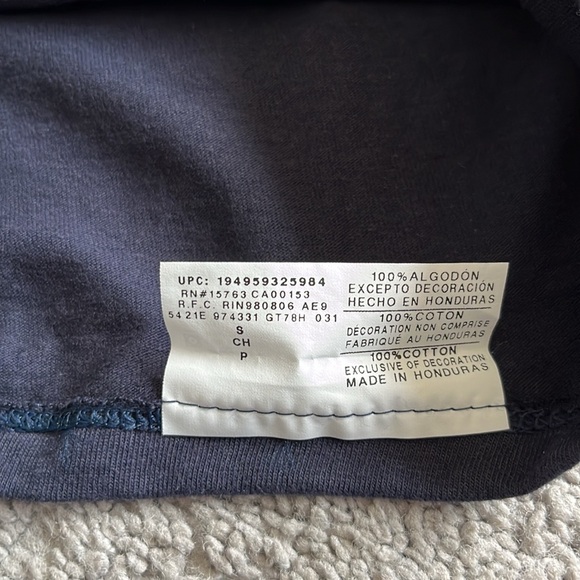 UPC: 194959325984
RN#15763 CA00153
R.F.C. RIN980806 AE9
5421E 974331 GT78H 031
S
CH
P
100%ALGODÓN
EXCEPTO DECORACIÓN
HECHO EN HONDURAS
100%COTON
DÉCORATION NON COMPRISE
FABRIQUÉ AU HONDURAS
100%COTTON
EXCLUSIVE OF DECORATION
MADE IN HONDURAS